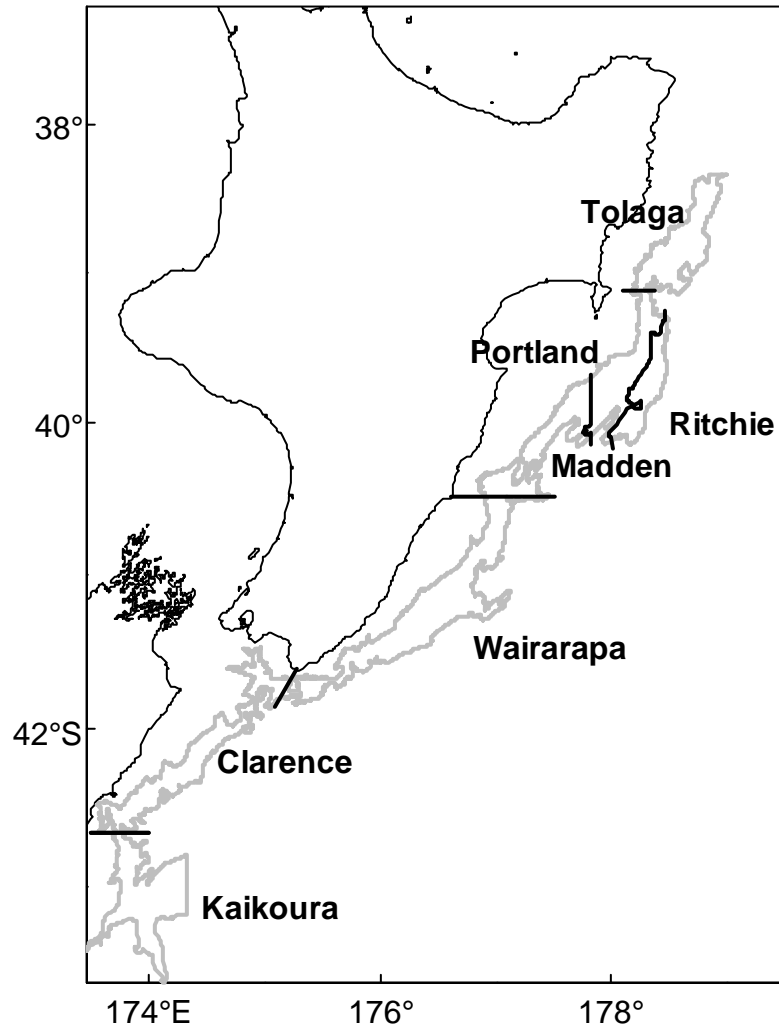 38°
Tolaga
Portland
40°
Ritchie
Madden
Wairarapa
42°S
Clarence
Kaikoura
174°E 176° 178°